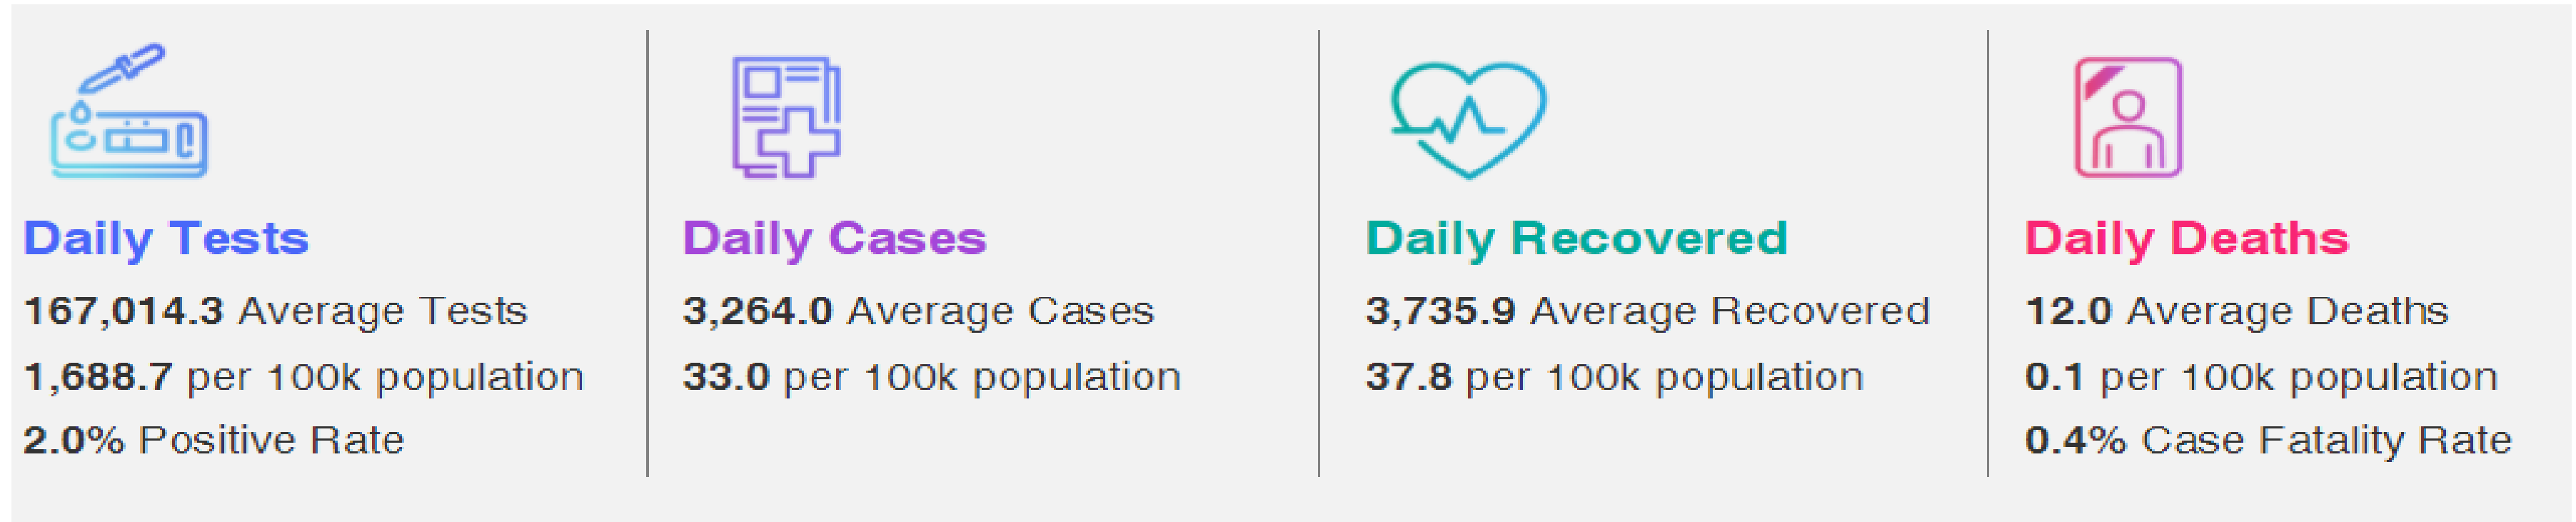 Daily Tests
167,014.3 Average Tests
1,688.7 per 100k population
2.0% Positive Rate
Daily Cases
3,264.0 Average Cases
33.0 per 100k population
Daily Recovered
3,735.9 Average Recovered
37.8 per 100k population
Daily Deaths
12.0 Average Deaths
0.1 per 100k population
0.4% Case Fatality Rate